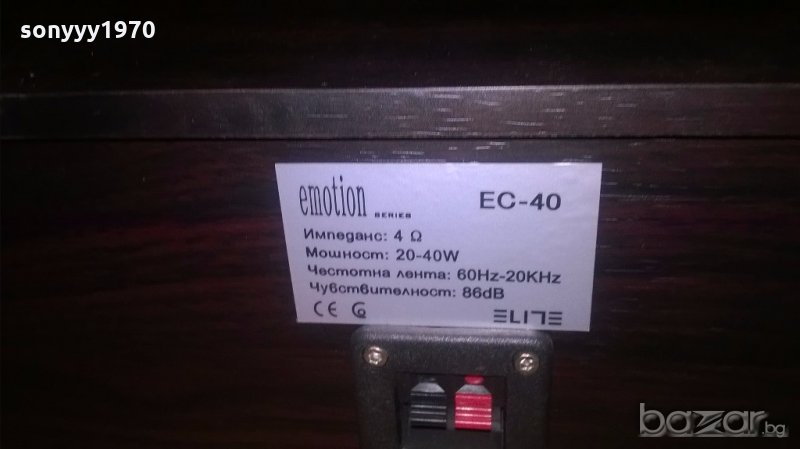 sonyyy1970
emotion SERIES EC-40
Импеданс: 4 Ω
Мощност: 20-40W
Честотна лента: 60Hz-20KHz
Чувствителност: 86dB
CE
ELITE
bazar.bg